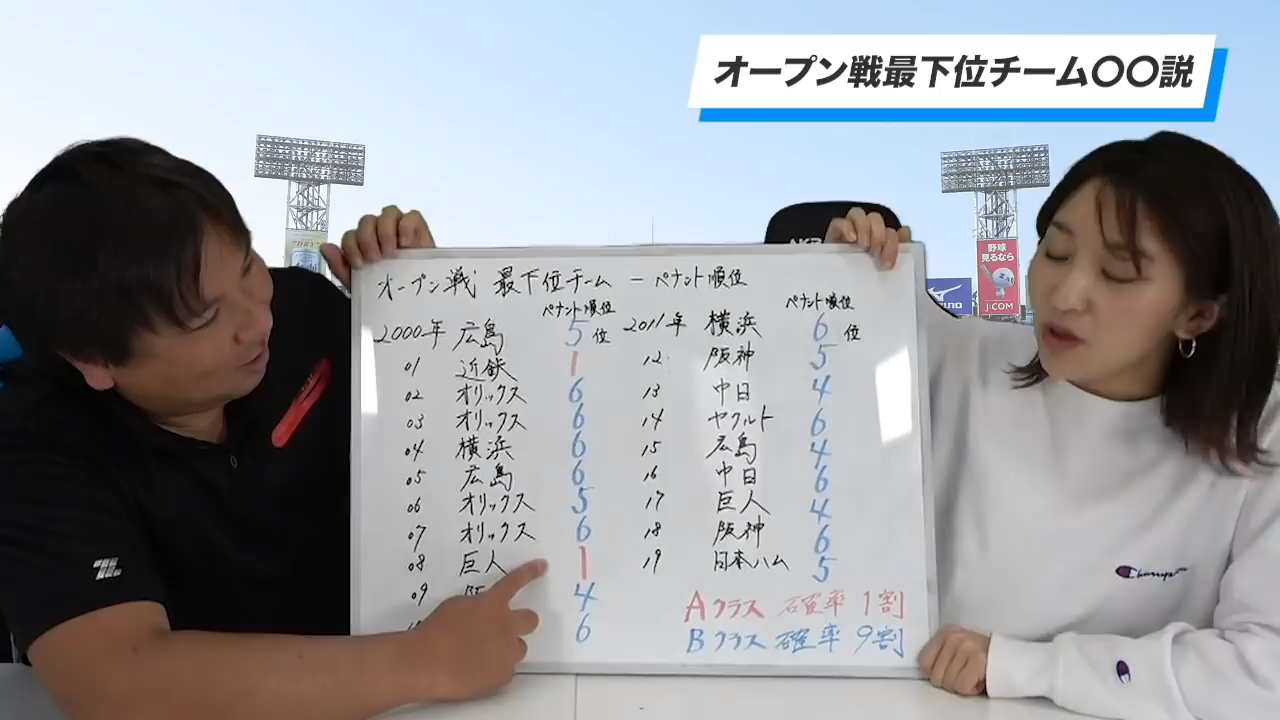 オープン戦最下位チーム〇〇説
野球
見るなら
J:COM
オープン戦 最下位チーム ー ペナント順位
ペナント順位 ペナント順位
2000年 広島 5位 2011年 横浜 6位
01 近鉄 1 12 阪神 5
02 オリックス 6 13 中日 4
03 オリックス 6 14 ヤクルト 6
04 横浜 6 15 広島 4
05 広島 6 16 中日 6
06 オリックス 5 17 巨人 4
07 オリックス 6 18 阪神 6
08 巨人 1 19 日本ハム 5
09 4
6
Aクラス 確率 1割
Bクラス 確率 9割
Champion